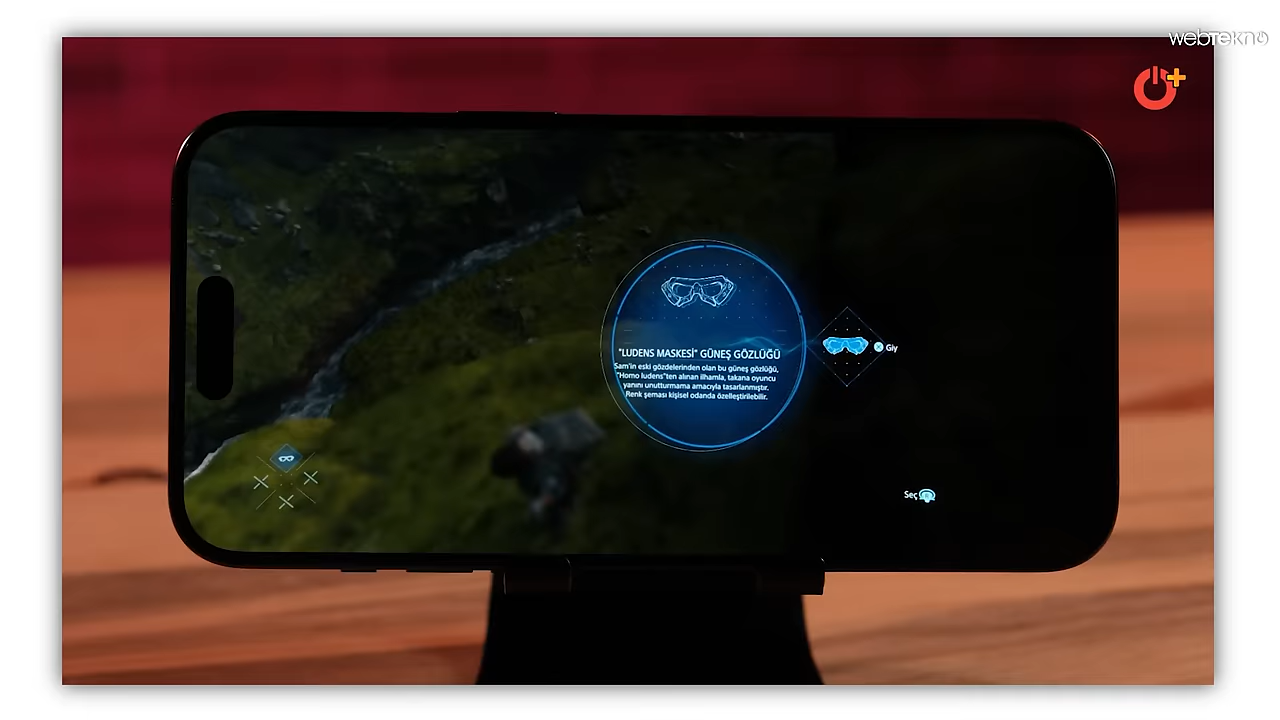 webtekno
"LUDENS MASKESİ" GÜNEŞ GÖZLÜĞÜ
Sam'in eski gözdelerinden olan bu güneş gözlüğü,
"Homo ludens"ten alınan ilhamla, takana oyuncu
yanını unutturmama amacıyla tasarlanmıştır.
Renk şeması kişisel odanda özelleştirilebilir.
Giy
Seç